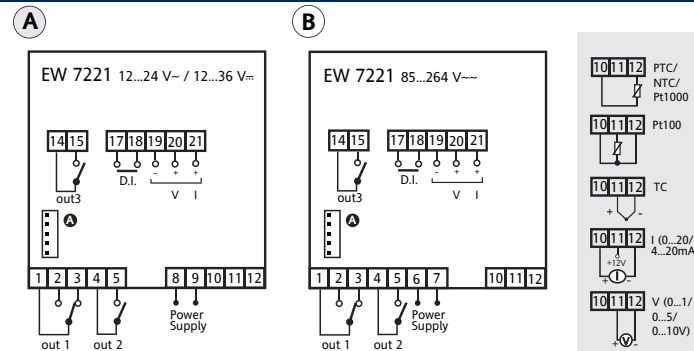 A
EW 7221 12...24 V~ / 12...36 V⎓
14 15 17 18 19 20 21
D.I. - + +
V I
out3
A
1 2 3 4 5 8 9 10 11 12
Power
Supply
out 1 out 2
B
EW 7221 85...264 V~~
14 15 17 18 19 20 21
D.I. - + +
V I
out3
A
1 2 3 4 5 6 7 10 11 12
Power
Supply
out 1 out 2
10 11 12 PTC/
NTC/
Pt1000
10 11 12 Pt100
10 11 12 TC
+ -
10 11 12 I (0...20/
4...20mA
+12V
+ I -
10 11 12 V (0...1/
0...5/
0...10V)
+ V -